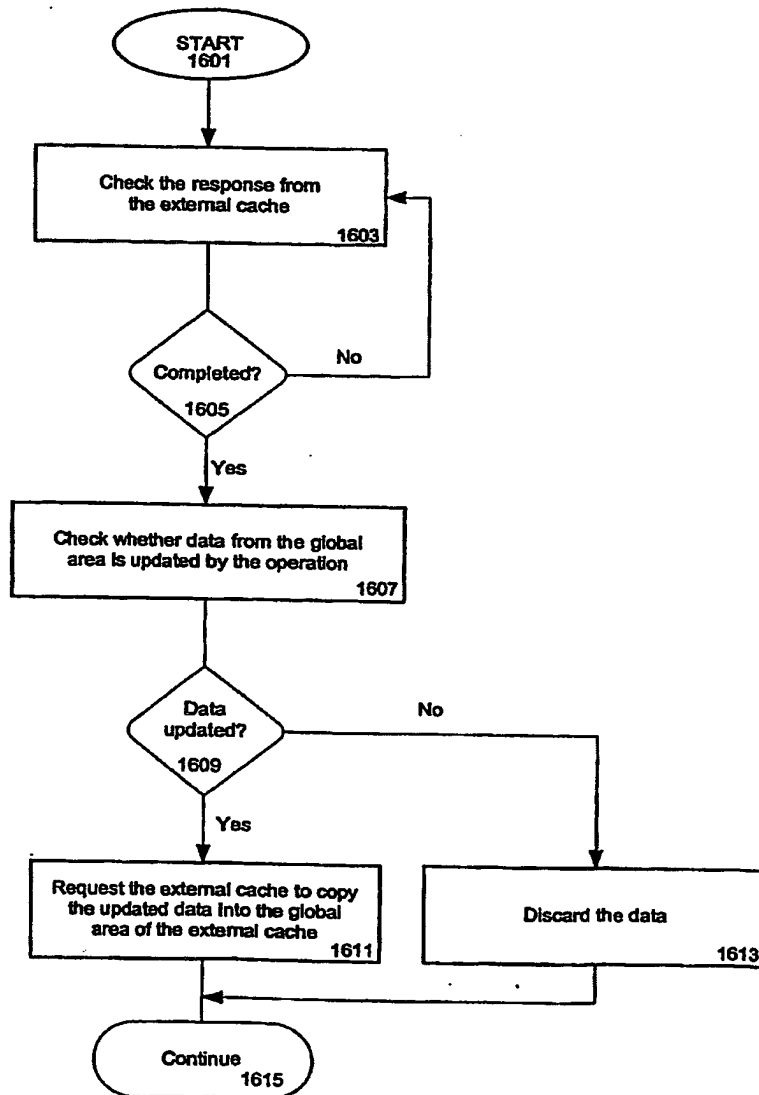 START
1601
Check the response from
the external cache
1603
No
Completed?
1605
Yes
Check whether data from the global
area is updated by the operation
1607
Data
updated?
No
1609
Yes
Request the external cache to copy
the updated data into the global
area of the external cache
1611
Discard the data
1613
Continue
1615